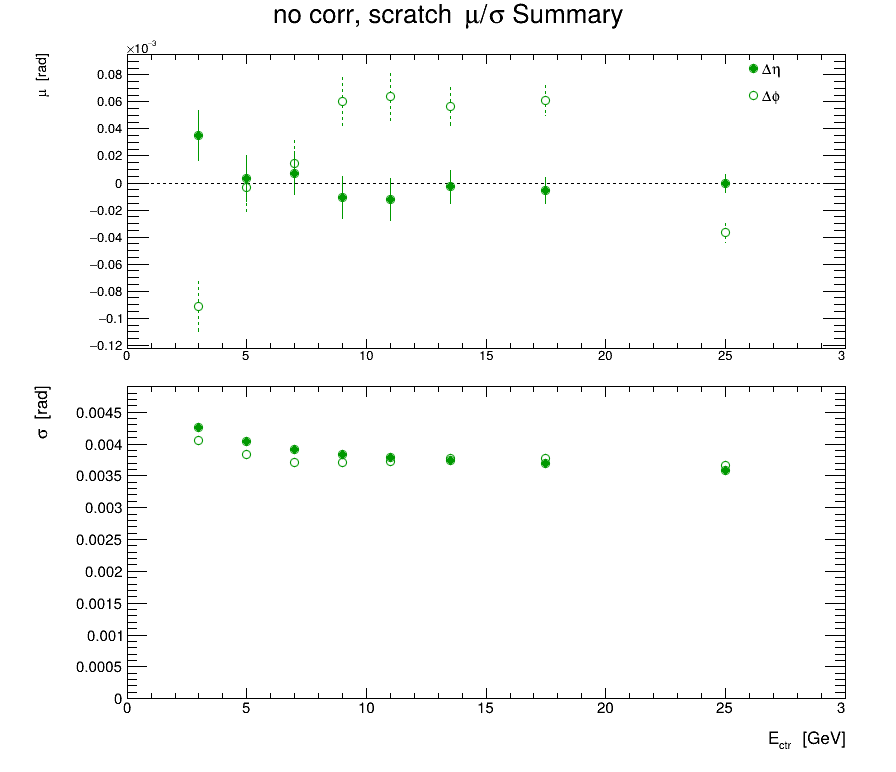 no corr, scratch μ/σ Summary
×10⁻³
μ [rad]
0.08
0.06
0.04
0.02
0
−0.02
−0.04
−0.06
−0.08
−0.1
−0.12
Δη
Δϕ
0 5 10 15 20 25 3
σ [rad]
0.0045
0.004
0.0035
0.003
0.0025
0.002
0.0015
0.001
0.0005
0
0 5 10 15 20 25 3
E_ctr [GeV]